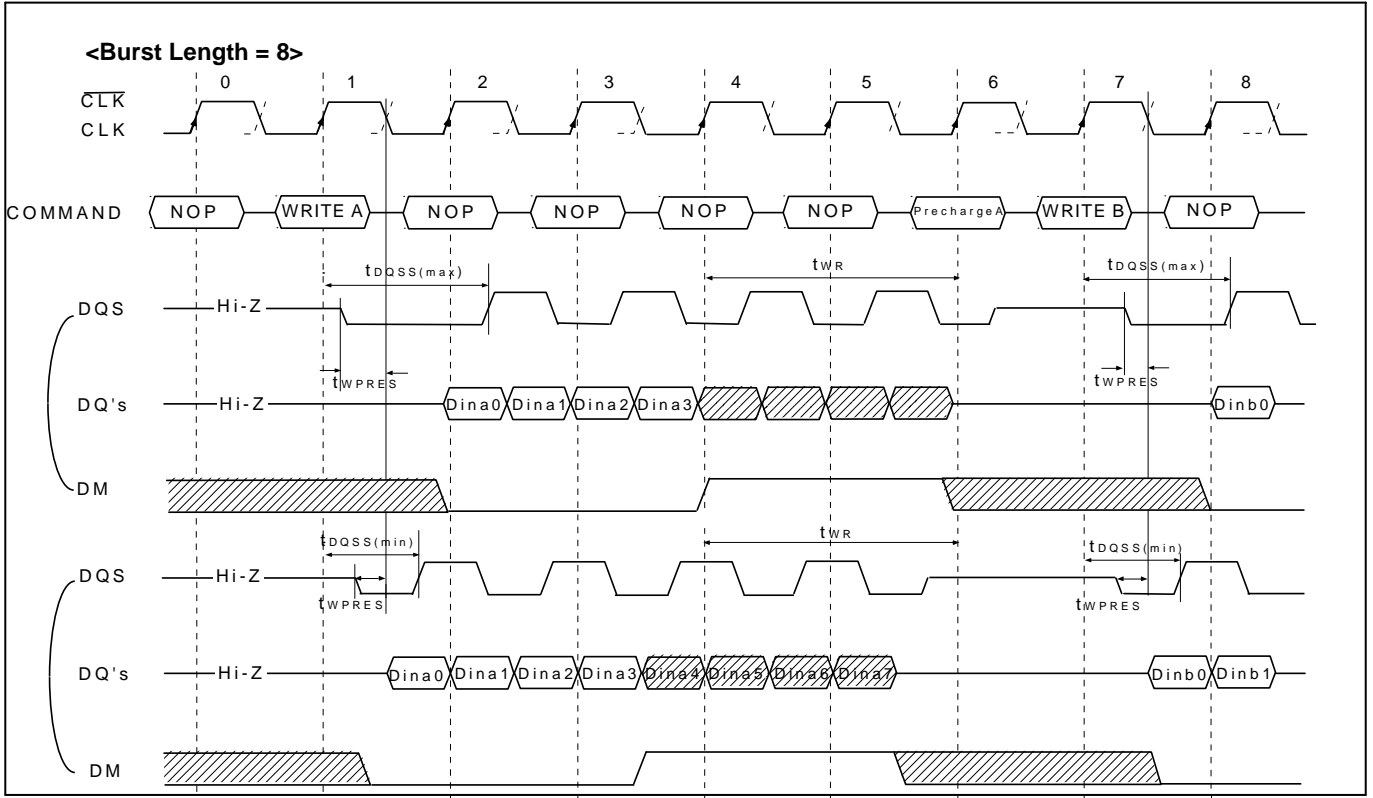 <Burst Length = 8>
0 1 2 3 4 5 6 7 8
CLK
CLK
COMMAND NOP WRITE A NOP NOP NOP NOP PrechargeA WRITE B NOP
tDQSS(max) tWR tDQSS(max)
DQS Hi-Z
tWPRES tWPRES
DQ's Hi-Z Dina0 Dina1 Dina2 Dina3 Dinb0
DM
tDQSS(min) tWR tDQSS(min)
DQS Hi-Z
tWPRES tWPRES
DQ's Hi-Z Dina0 Dina1 Dina2 Dina3 Dina4 Dina5 Dina6 Dina7 Dinb0 Dinb1
DM